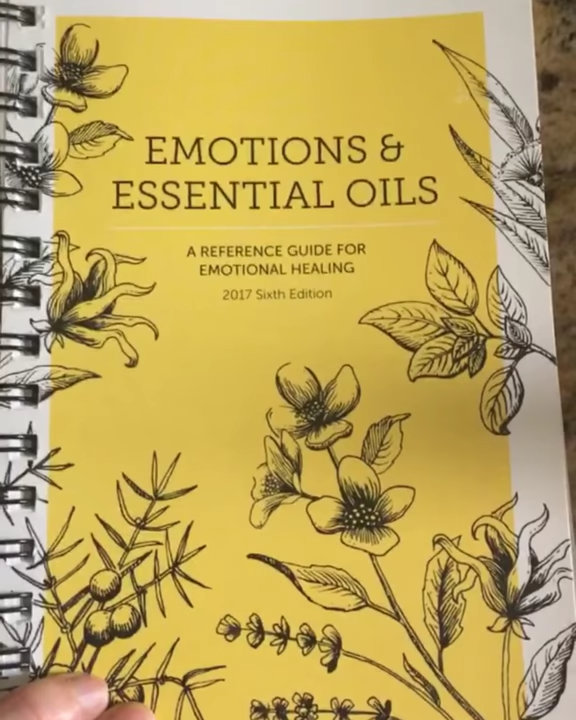 EMOTIONS &
ESSENTIAL OILS
A REFERENCE GUIDE FOR
EMOTIONAL HEALING
2017 Sixth Edition